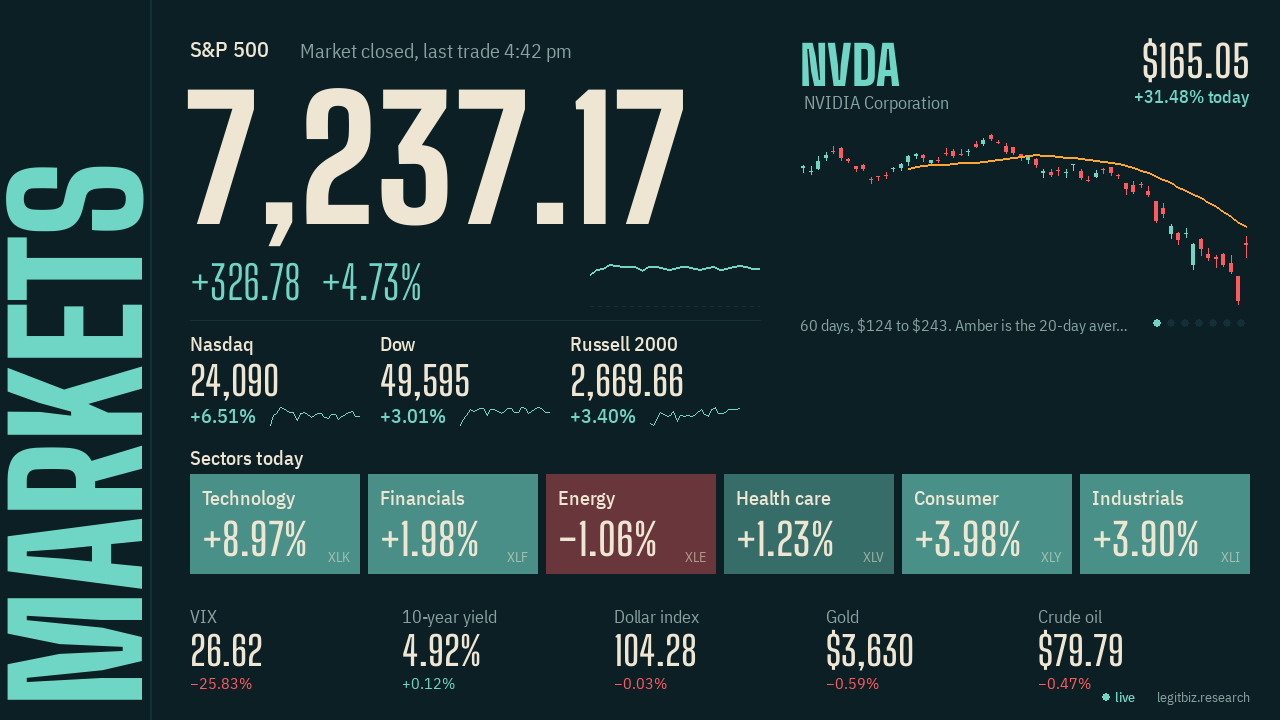 MARKETS
S&P 500 Market closed, last trade 4:42 pm
7,237.17
+326.78 +4.73%
Nasdaq Dow Russell 2000
24,090 49,595 2,669.66
+6.51% +3.01% +3.40%
NVDA $165.05
NVIDIA Corporation +31.48% today
60 days, $124 to $243. Amber is the 20-day aver...
Sectors today
Technology Financials Energy Health care Consumer Industrials
+8.97% +1.98% −1.06% +1.23% +3.98% +3.90%
XLK XLF XLE XLV XLY XLI
VIX 10-year yield Dollar index Gold Crude oil
26.62 4.92% 104.28 $3,630 $79.79
−25.83% +0.12% −0.03% −0.59% −0.47%
live legitbiz.research